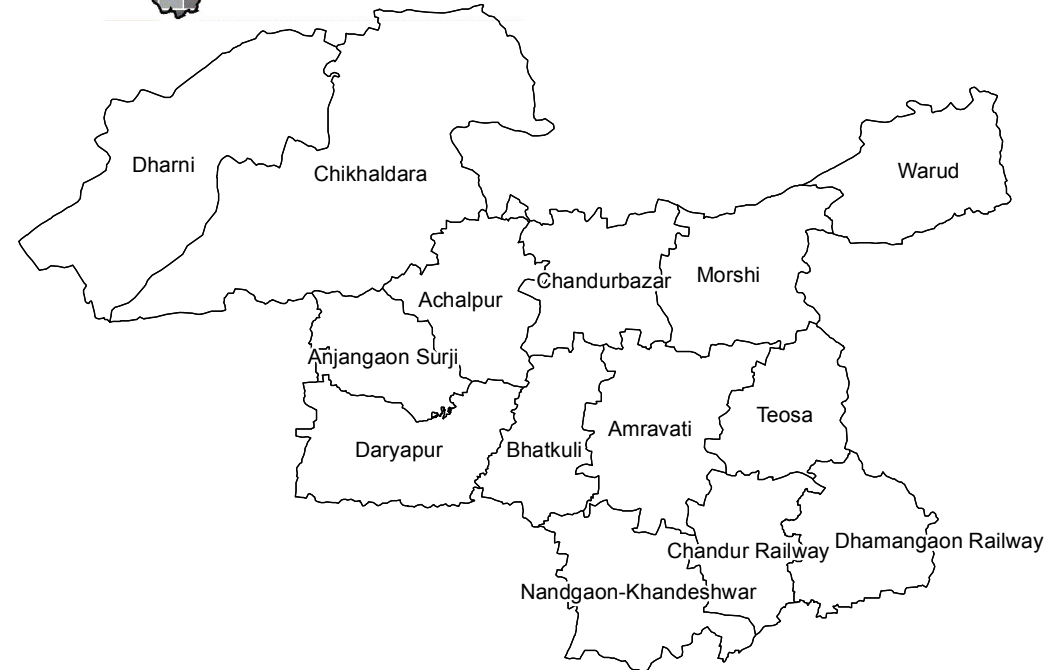 Dharni
Chikhaldara
Warud
Achalpur
Chandurbazar
Morshi
Anjangaon Surji
Daryapur
Bhatkuli
Amravati
Teosa
Chandur Railway
Dhamangaon Railway
Nandgaon-Khandeshwar